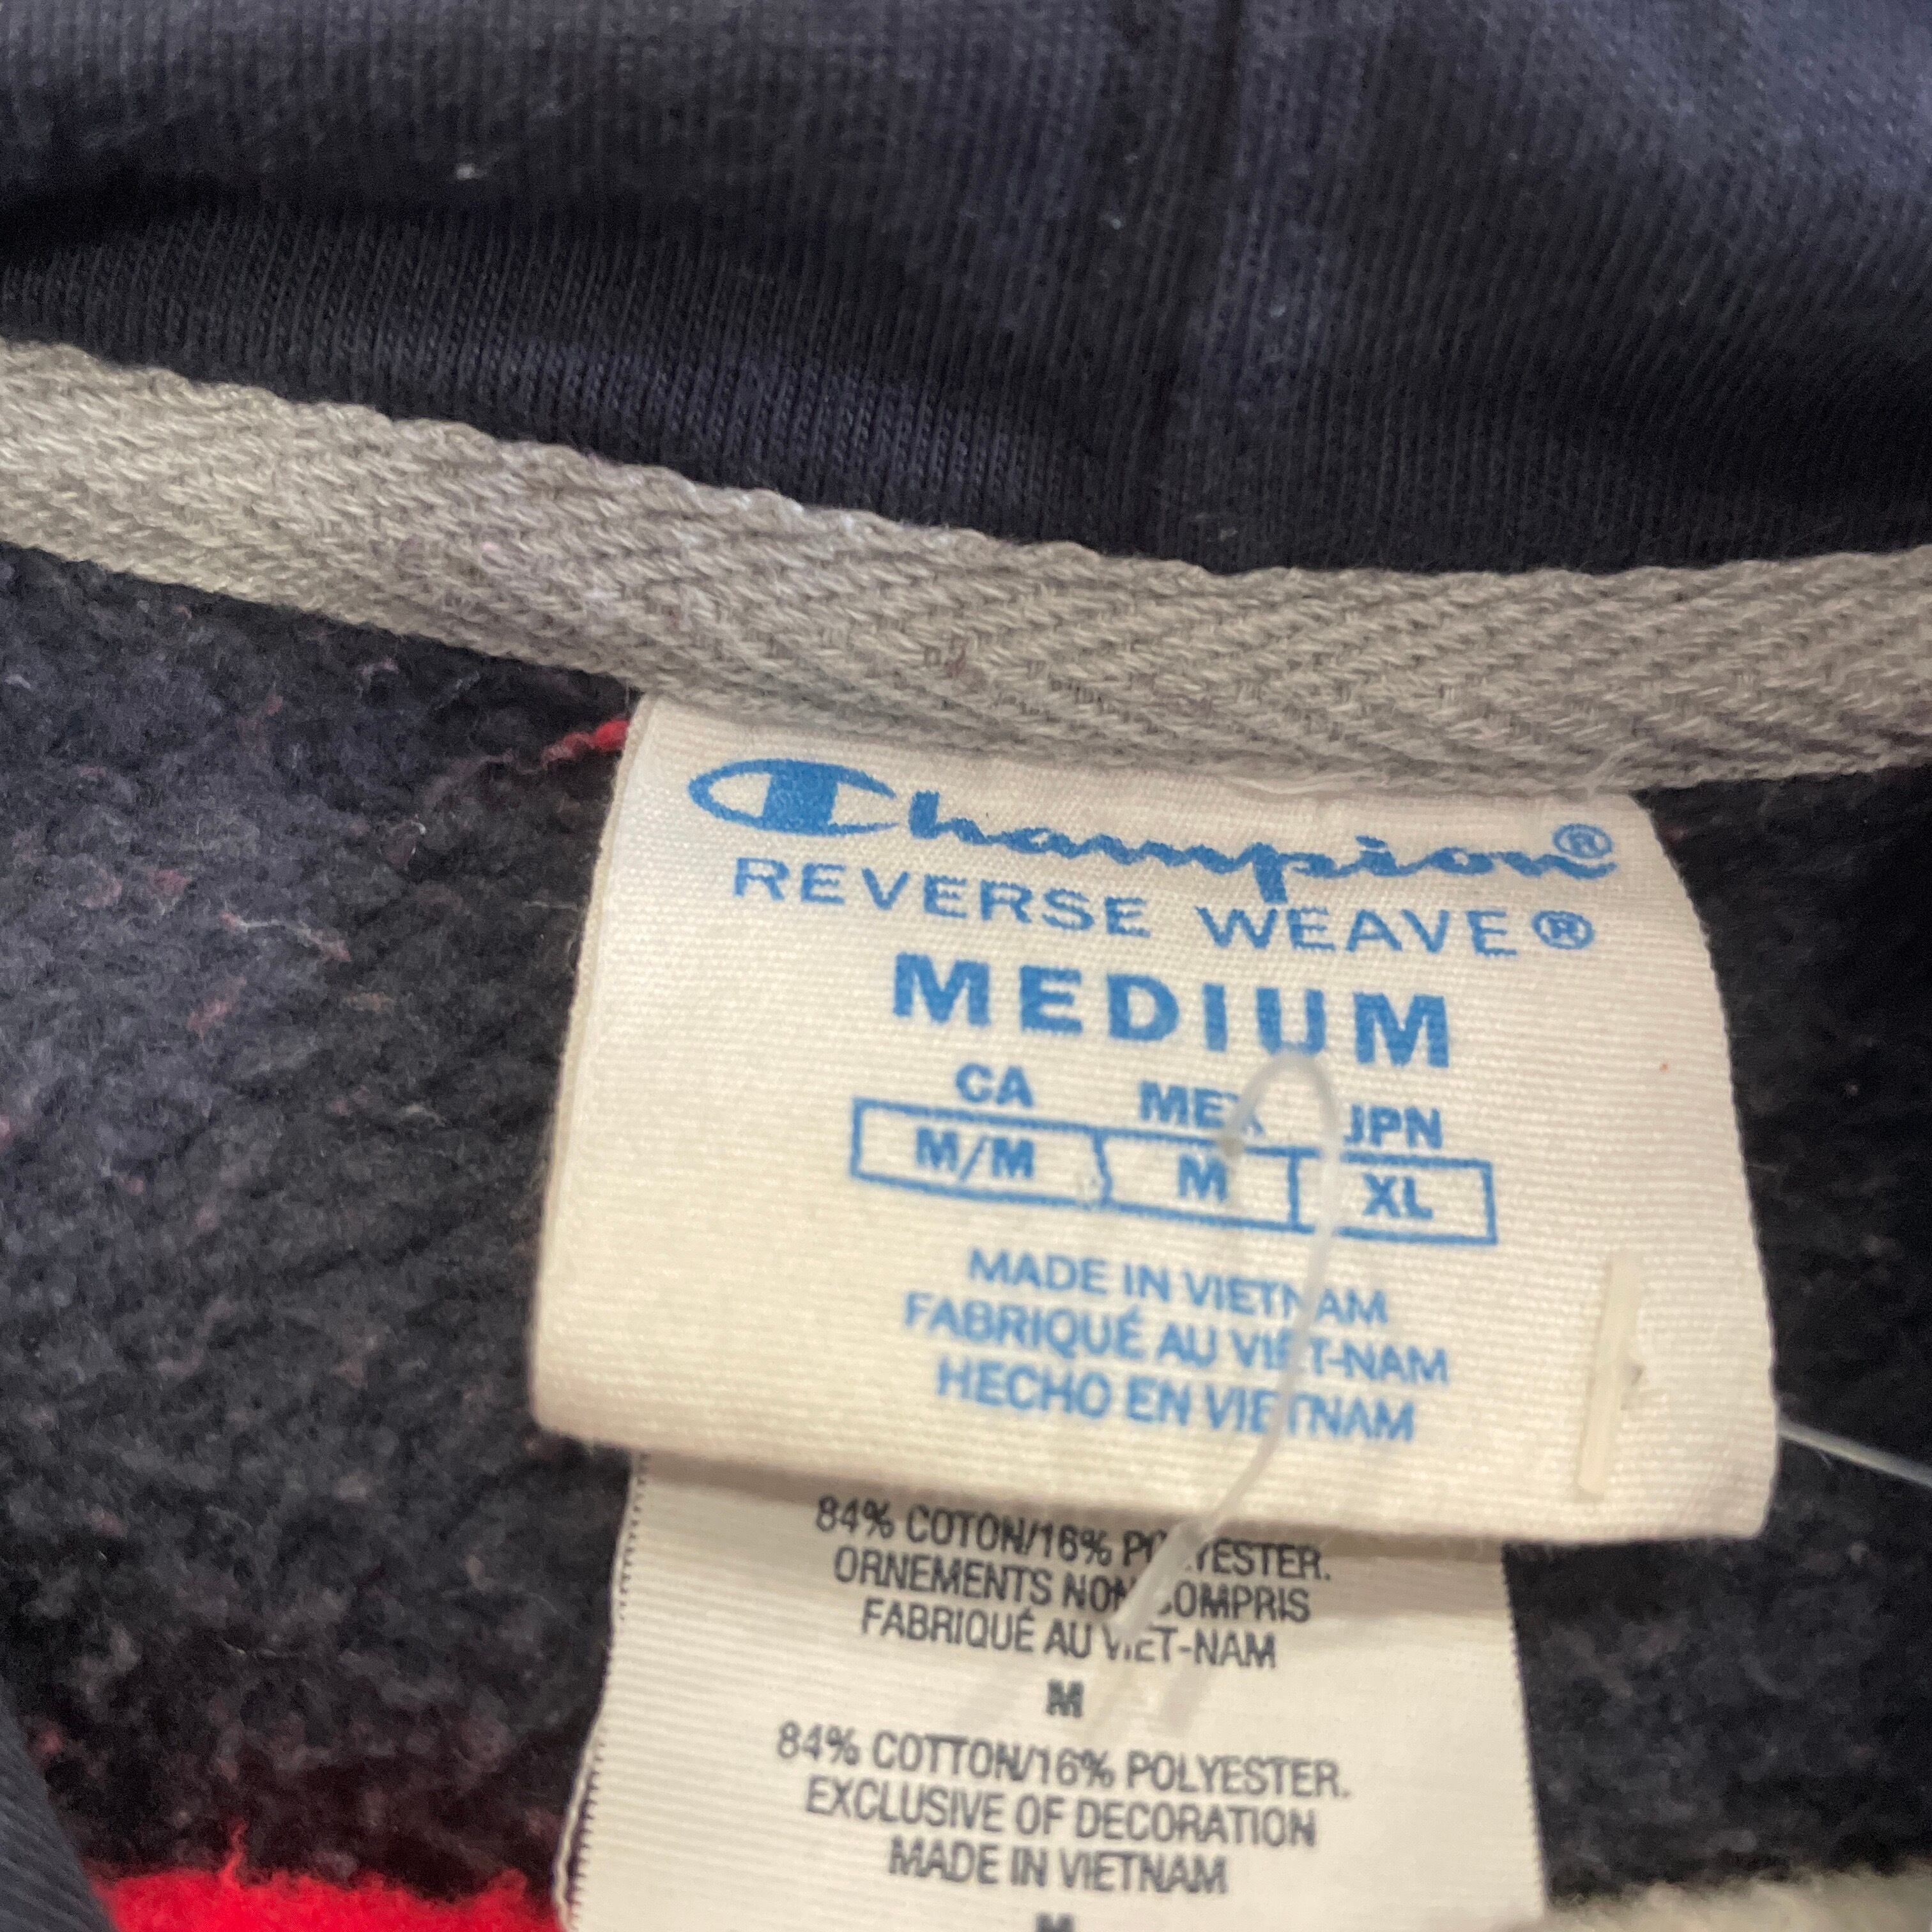 Champion®
REVERSE WEAVE®
MEDIUM
CA MEX JPN
M/M M XL
MADE IN VIETNAM
FABRIQUÉ AU VIET-NAM
HECHO EN VIETNAM
84% COTON/16% POLYESTER.
ORNEMENTS NON COMPRIS
FABRIQUÉ AU VIET-NAM
M
84% COTTON/16% POLYESTER.
EXCLUSIVE OF DECORATION
MADE IN VIETNAM
M